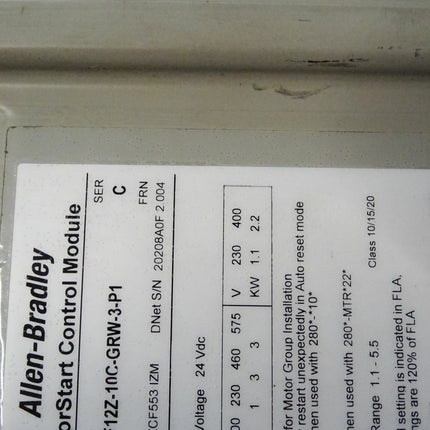 Allen-Bradley
orStart Control Module
SER
C
12Z-10C-GRW-3-P1
FRN
CF553 IZM DNet S/N 20208A0F 2.004
Voltage 24 Vdc
00 230 460 575 V 230 400
1 3 3 KW 1.1 2.2
for Motor Group Installation
restart unexpectedly in Auto reset mode
hen used with 280*-*10*
hen used with 280*-MTR*22*
Range 1.1 - 5.5 Class 10/15/20
l setting is indicated in FLA,
ngs are 120% of FLA